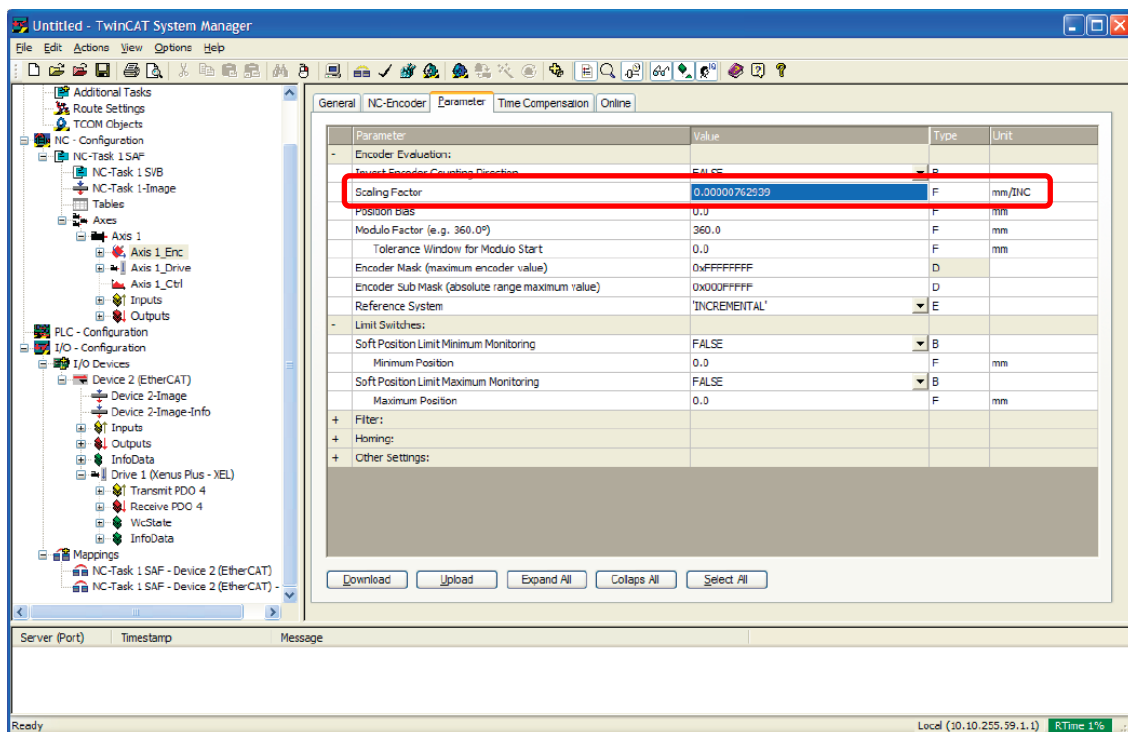 Untitled - TwinCAT System Manager
File Edit Actions View Options Help
Additional Tasks
Route Settings
TCOM Objects
NC - Configuration
NC-Task 1 SAF
NC-Task 1 SVB
NC-Task 1-Image
Tables
Axes
Axis 1
Axis 1_Enc
Axis 1_Drive
Axis 1_Ctrl
Inputs
Outputs
PLC - Configuration
I/O - Configuration
I/O Devices
Device 2 (EtherCAT)
Device 2-Image
Device 2-Image-Info
Inputs
Outputs
InfoData
Drive 1 (Xenus Plus - XEL)
Transmit PDO 4
Receive PDO 4
WcState
InfoData
Mappings
NC-Task 1 SAF - Device 2 (EtherCAT)
NC-Task 1 SAF - Device 2 (EtherCAT) -
General NC-Encoder Parameter Time Compensation Online
Parameter Value Type Unit
- Encoder Evaluation:
Invert Encoder Counting Direction FALSE B
Scaling Factor 0.00000762939 F mm/INC
Position Bias 0.0 F mm
Modulo Factor (e.g. 360.0°) 360.0 F mm
Tolerance Window for Modulo Start 0.0 F mm
Encoder Mask (maximum encoder value) 0xFFFFFFFF D
Encoder Sub Mask (absolute range maximum value) 0x000FFFFF D
Reference System 'INCREMENTAL' E
- Limit Switches:
Soft Position Limit Minimum Monitoring FALSE B
Minimum Position 0.0 F mm
Soft Position Limit Maximum Monitoring FALSE B
Maximum Position 0.0 F mm
+ Filter:
+ Homing:
+ Other Settings:
Download Upload Expand All Collaps All Select All
Server (Port) Timestamp Message
Ready Local (10.10.255.59.1.1) RTime 1%